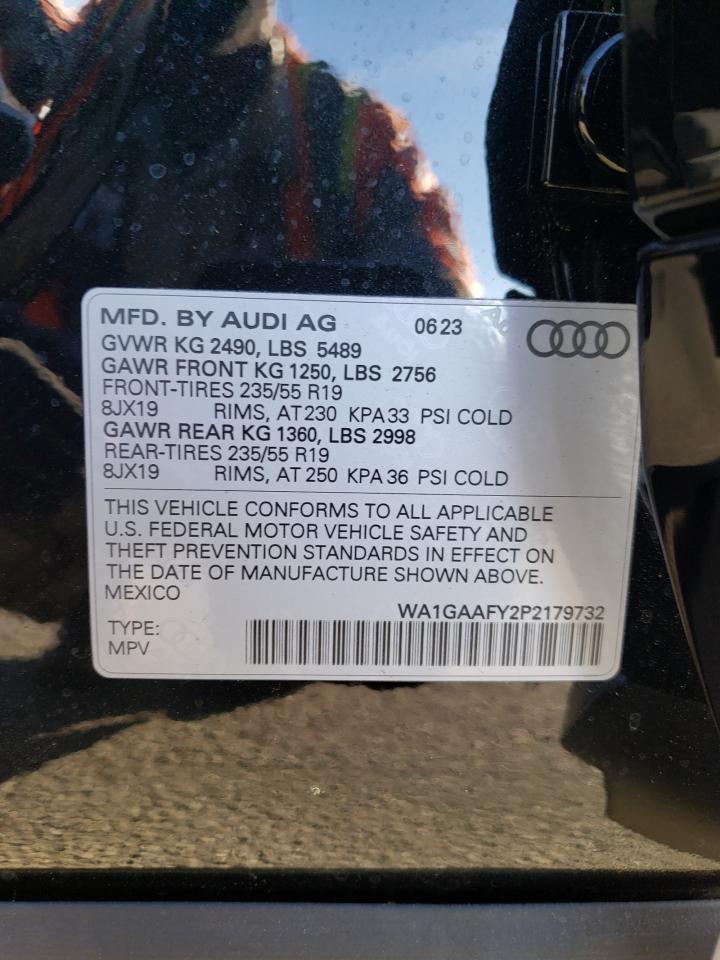 MFD. BY AUDI AG 0623
GVWR KG 2490, LBS 5489
GAWR FRONT KG 1250, LBS 2756
FRONT-TIRES 235/55 R19
8JX19 RIMS, AT 230 KPA 33 PSI COLD
GAWR REAR KG 1360, LBS 2998
REAR-TIRES 235/55 R19
8JX19 RIMS, AT 250 KPA 36 PSI COLD
THIS VEHICLE CONFORMS TO ALL APPLICABLE
U.S. FEDERAL MOTOR VEHICLE SAFETY AND
THEFT PREVENTION STANDARDS IN EFFECT ON
THE DATE OF MANUFACTURE SHOWN ABOVE.
MEXICO
WA1GAAFY2P2179732
TYPE:
MPV